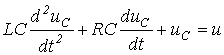 LC d²u_C/dt² + RC du_C/dt + u_C = u